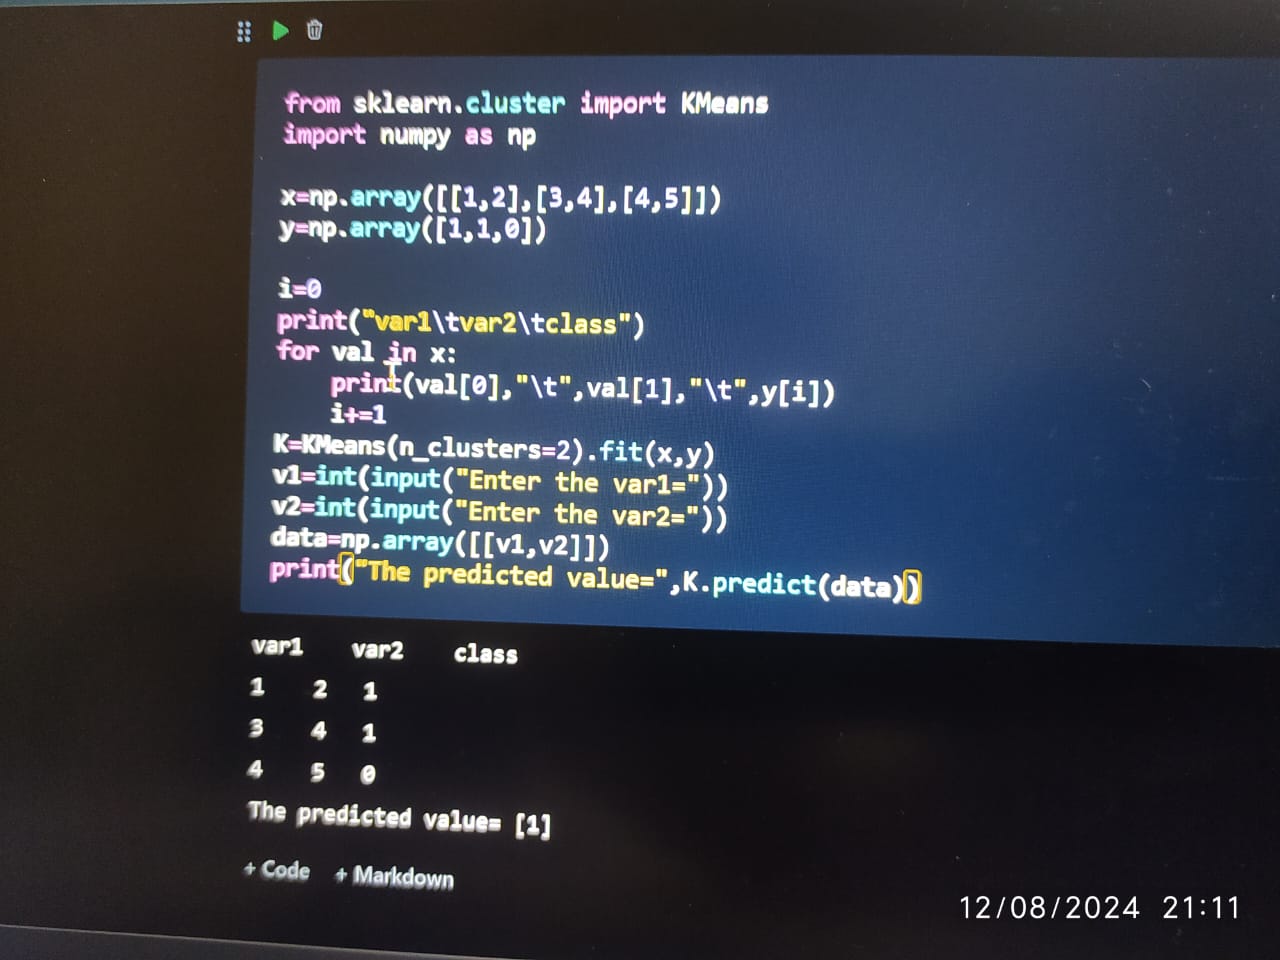 from sklearn.cluster import KMeans
import numpy as np
x=np.array([[1,2],[3,4],[4,5]])
y=np.array([1,1,0])
i=0
print("var1\tvar2\tclass")
for val in x:
    print(val[0],"\t",val[1],"\t",y[i])
    i+=1
K=KMeans(n_clusters=2).fit(x,y)
v1=int(input("Enter the var1="))
v2=int(input("Enter the var2="))
data=np.array([[v1,v2]])
print("The predicted value=",K.predict(data))
var1 var2 class
1 2 1
3 4 1
4 5 0
The predicted value= [1]
+ Code + Markdown
12/08/2024 21:11